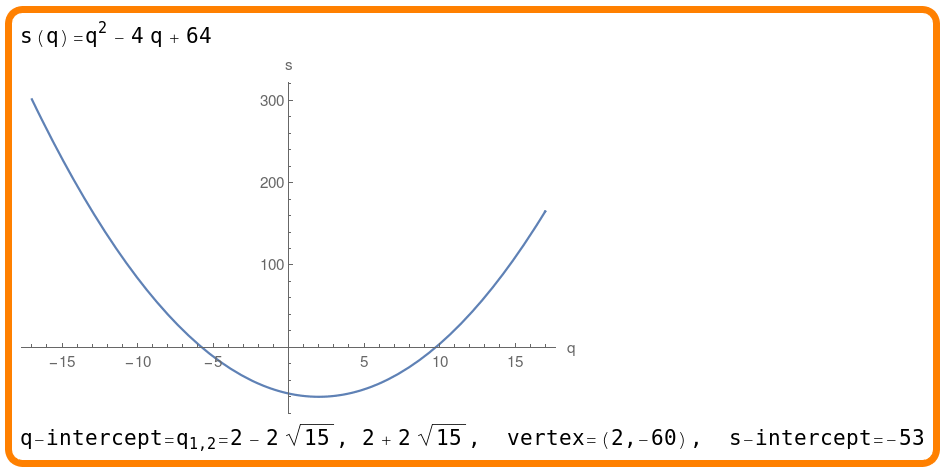 s(q)=q² − 4 q + 64
s
300
200
100
−15 −10 −5 5 10 15 q
q−intercept=q₁,₂=2 − 2 √15 , 2 + 2 √15 , vertex=(2,−60), s−intercept=−53